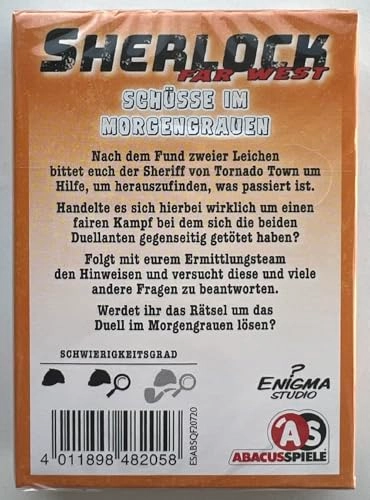 SHERLOCK
FAR WEST
SCHÜSSE IM
MORGENGRAUEN
Nach dem Fund zweier Leichen
bittet euch der Sheriff von Tornado Town um
Hilfe, um herauszufinden, was passiert ist.
Handelte es sich hierbei wirklich um einen
fairen Kampf bei dem sich die beiden
Duellanten gegenseitig getötet haben?
Folgt mit eurem Ermittlungsteam
den Hinweisen und versucht diese und viele
andere Fragen zu beantworten.
Werdet ihr das Rätsel um das
Duell im Morgengrauen lösen?
SCHWIERIGKEITSGRAD
?
ENIGMA
STUDIO
ESABSQF20720
4 011898 482058
AS
ABACUSSPIELE